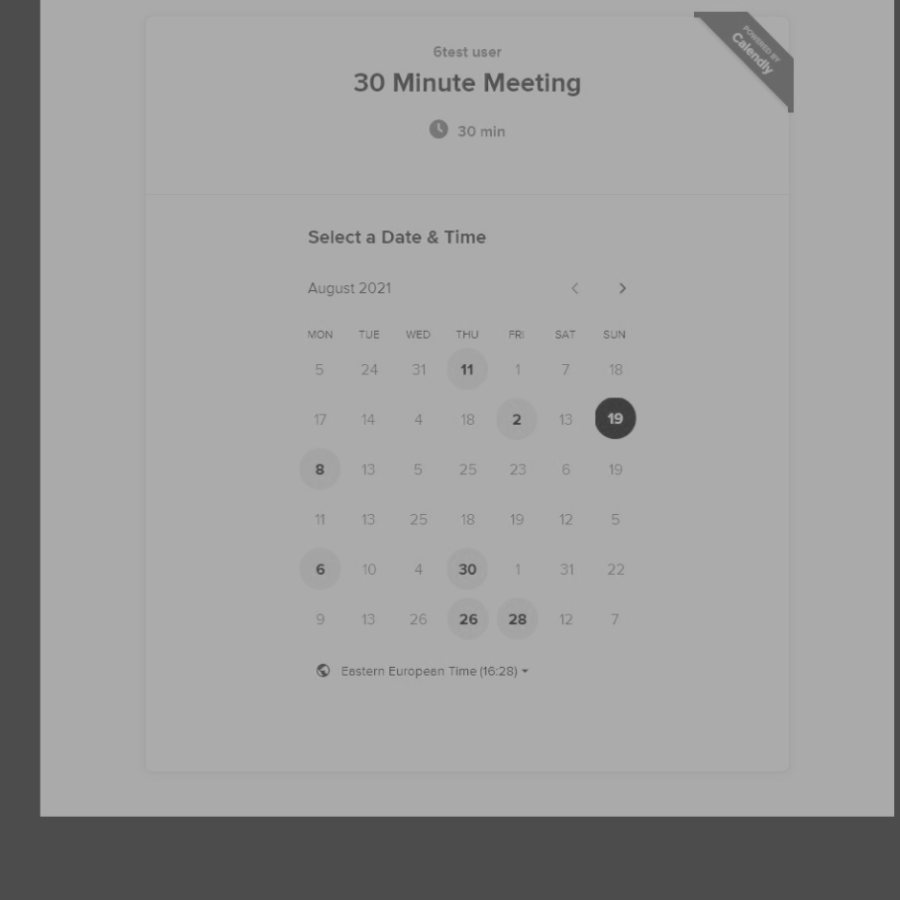 POWERED BY
Calendly
6test user
30 Minute Meeting
30 min
Select a Date & Time
August 2021
MON TUE WED THU FRI SAT SUN
5 24 31 11 1 7 18
17 14 4 18 2 13 19
8 13 5 25 23 6 19
11 13 25 18 19 12 5
6 10 4 30 1 31 22
9 13 26 26 28 12 7
Eastern European Time (16:28)